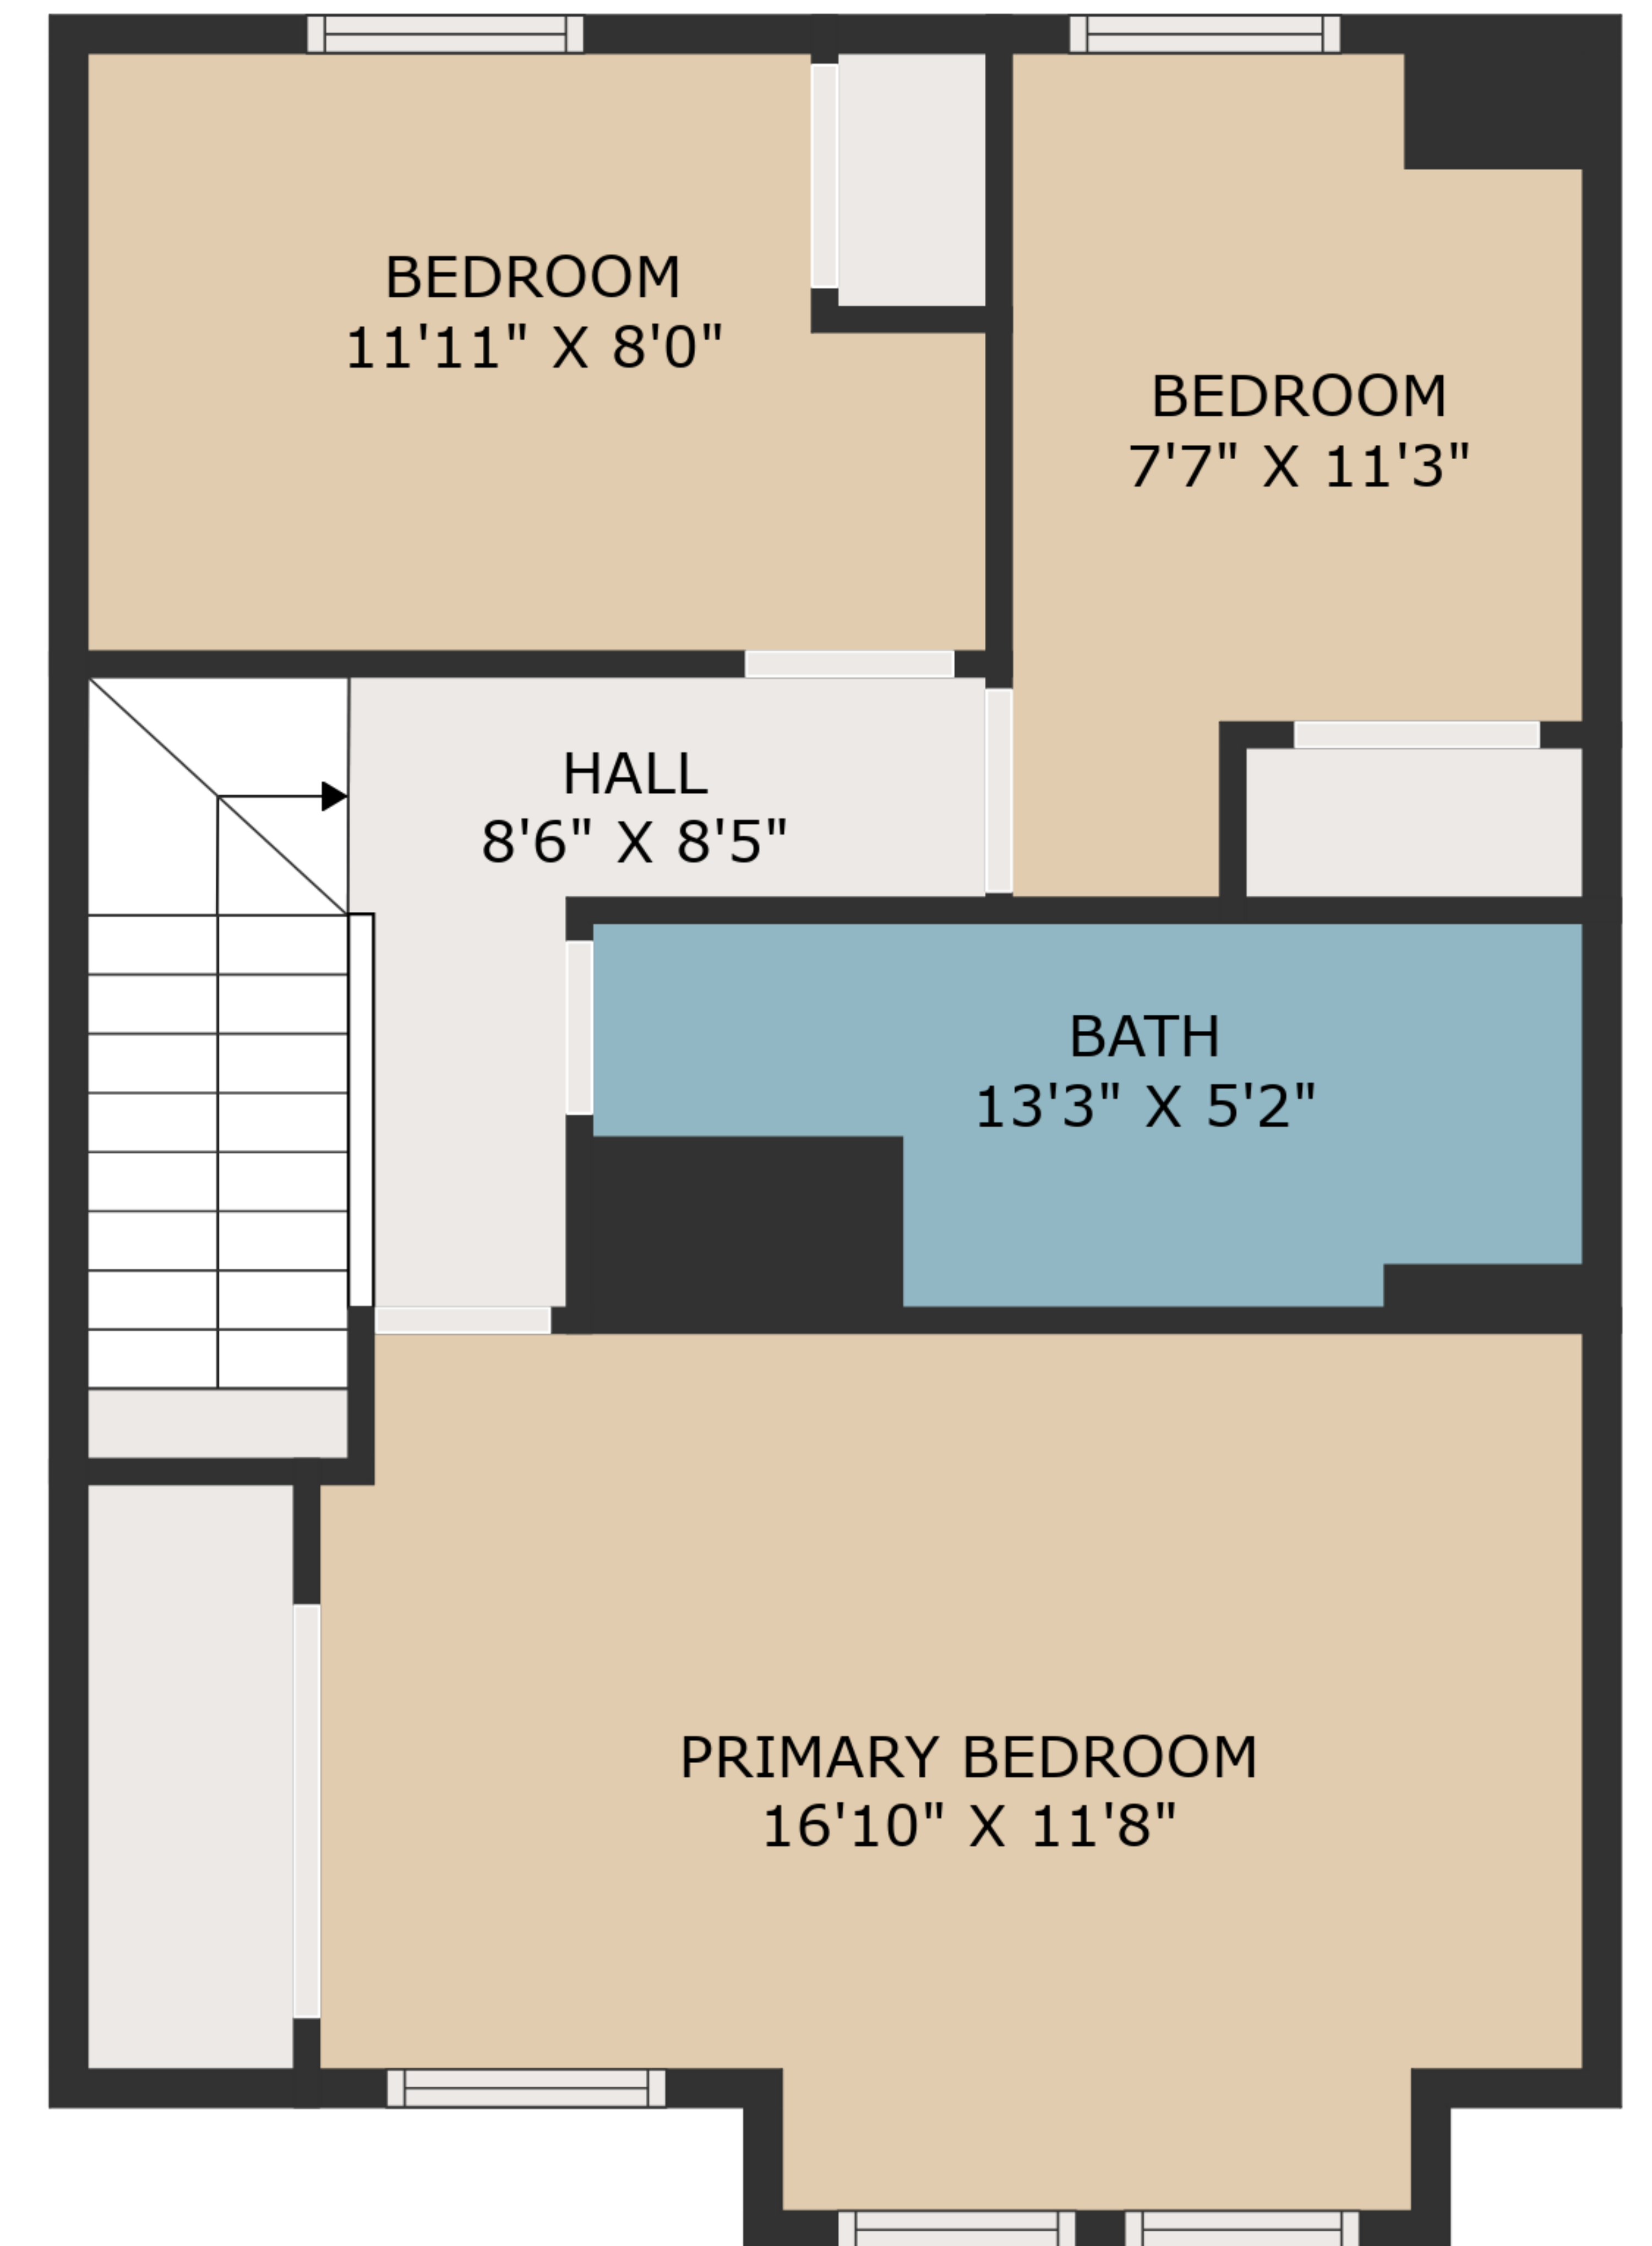 BEDROOM
11'11" X 8'0"
BEDROOM
7'7" X 11'3"
HALL
8'6" X 8'5"
BATH
13'3" X 5'2"
PRIMARY BEDROOM
16'10" X 11'8"